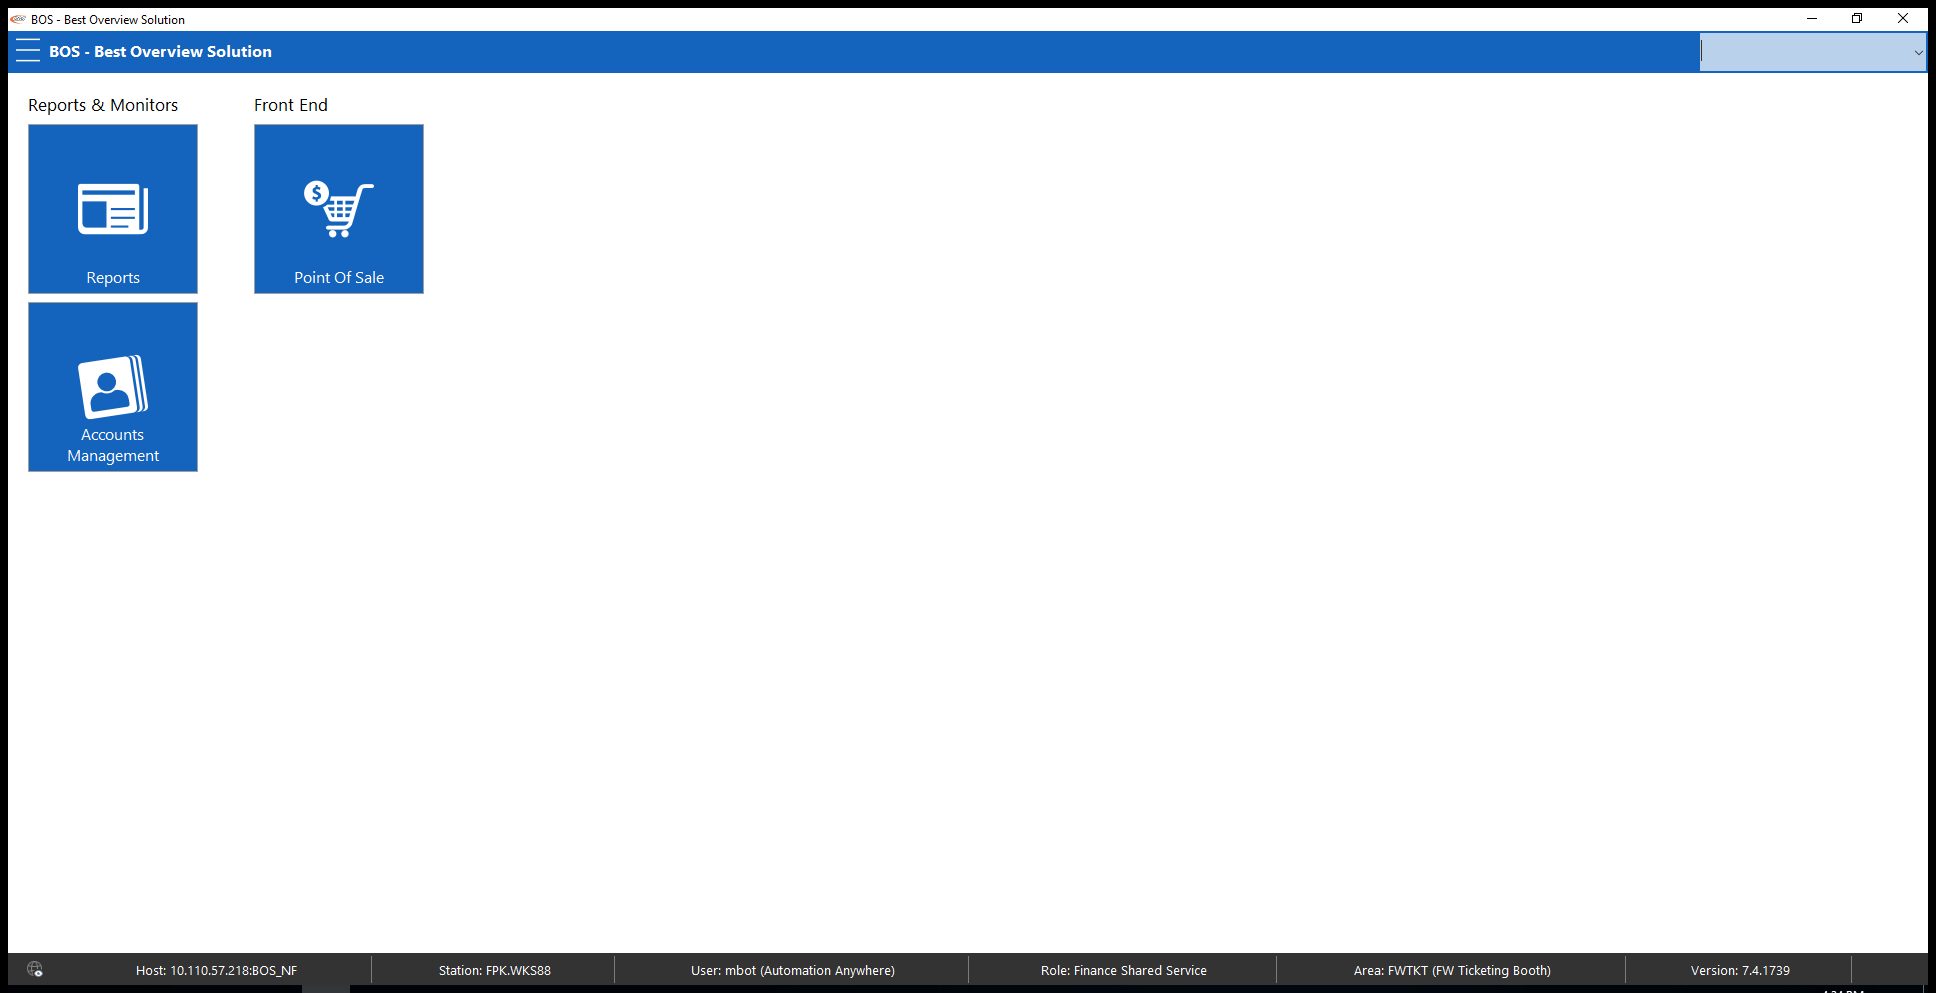 BOS - Best Overview Solution
BOS - Best Overview Solution
Reports & Monitors
Front End
$
Reports
Point Of Sale
Accounts
Management
Host: 10.110.57.218:BOS_NF
Station: FPK.WKS88
User: mbot (Automation Anywhere)
Role: Finance Shared Service
Area: FWTKT (FW Ticketing Booth)
Version: 7.4.1739